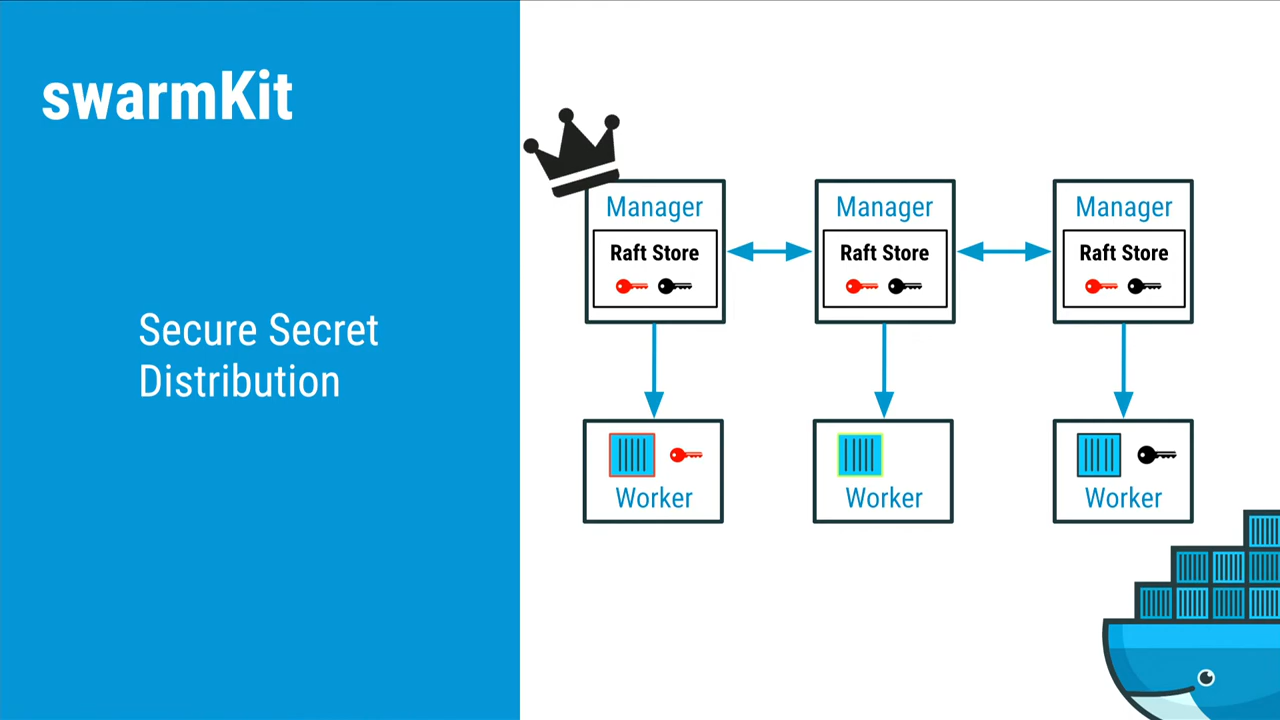 swarmKit
Secure Secret
Distribution
Manager
Manager
Manager
Raft Store
Raft Store
Raft Store
Worker
Worker
Worker